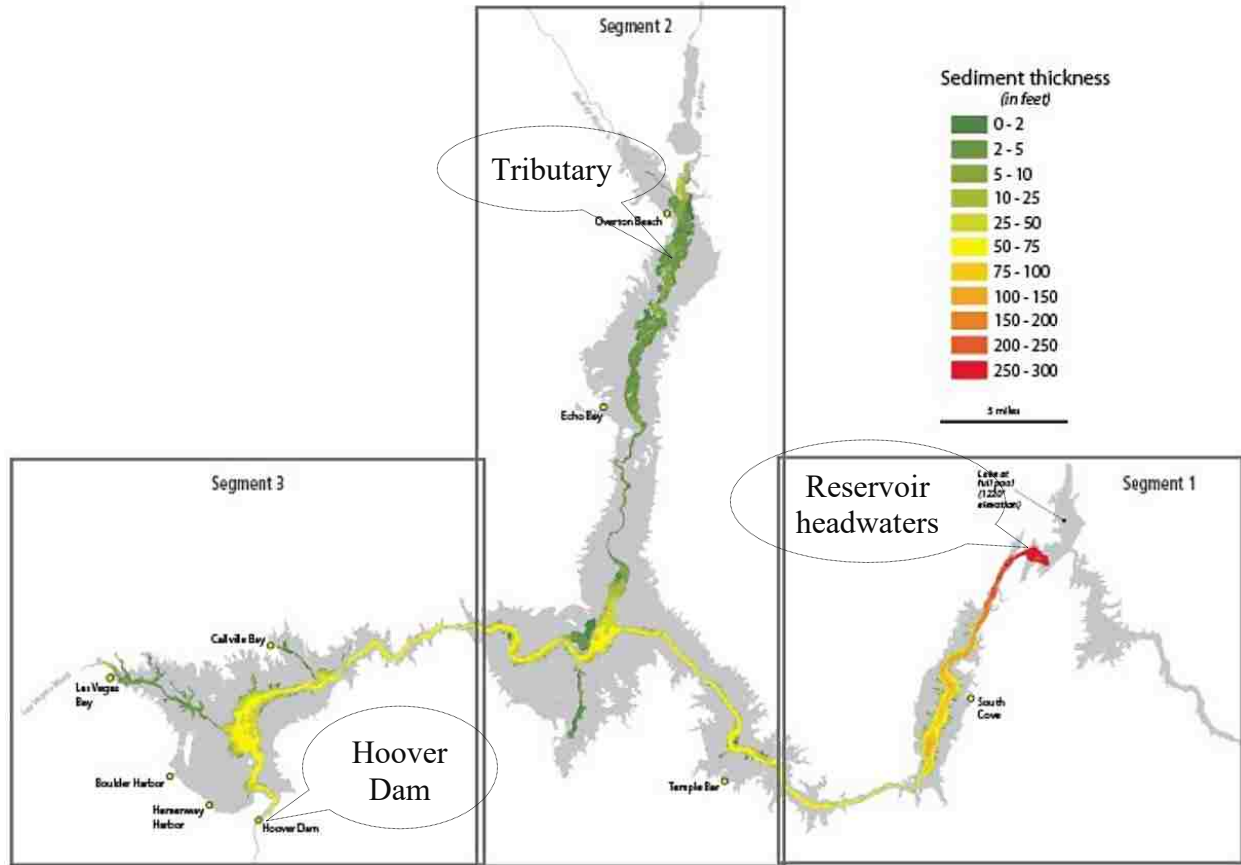 Segment 2
Sediment thickness
(in feet)
0 - 2
2 - 5
5 - 10
10 - 25
25 - 50
50 - 75
75 - 100
100 - 150
150 - 200
200 - 250
250 - 300
5 miles
Tributary
Overton Beach
Echo Bay
Segment 3
Segment 1
Lake at
full pool
(1220'
elevation)
Reservoir
headwaters
Callville Bay
Las Vegas
Bay
South
Cove
Hoover
Dam
Boulder Harbor
Hemenway
Harbor
Hoover Dam
Temple Bar